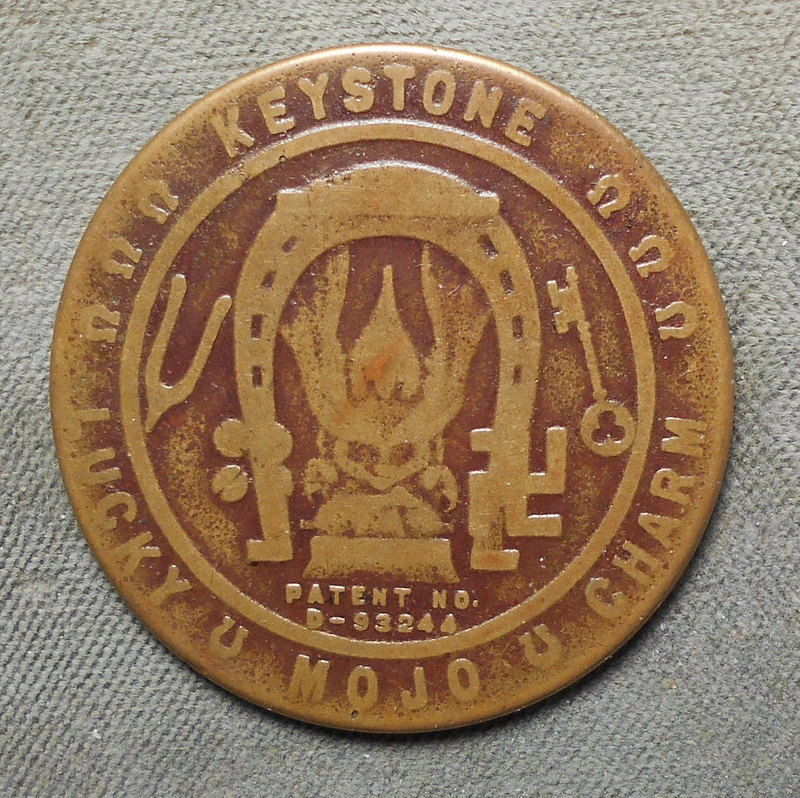 KEYSTONE
LUCKY MOJO CHARM
PATENT NO.
D-93244